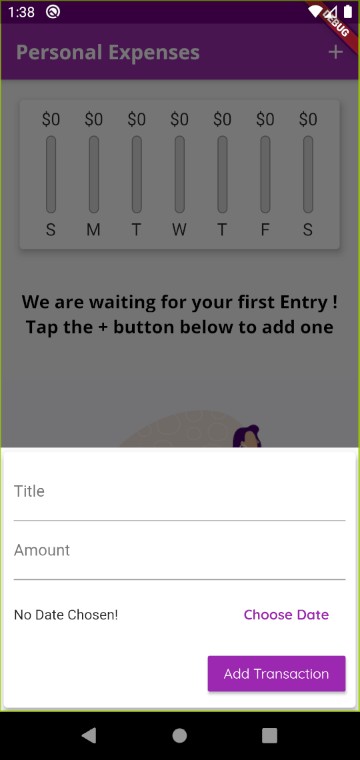 1:38
DEBUG
Personal Expenses +
$0 $0 $0 $0 $0 $0 $0
S M T W T F S
We are waiting for your first Entry !
Tap the + button below to add one
Title
Amount
No Date Chosen! Choose Date
Add Transaction